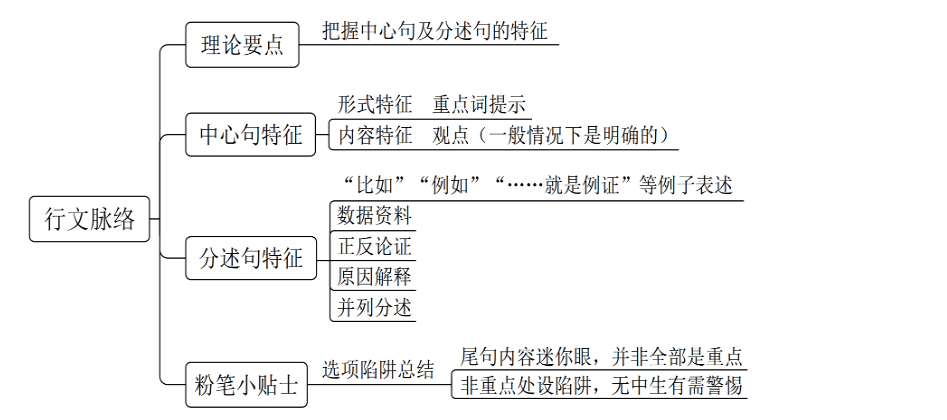 行文脉络
理论要点
把握中心句及分述句的特征
中心句特征
形式特征 重点词提示
内容特征 观点（一般情况下是明确的）
分述句特征
“比如”“例如”“……就是例证”等例子表述
数据资料
正反论证
原因解释
并列分述
粉笔小贴士
选项陷阱总结
尾句内容迷你眼，并非全部是重点
非重点处设陷阱，无中生有需警惕